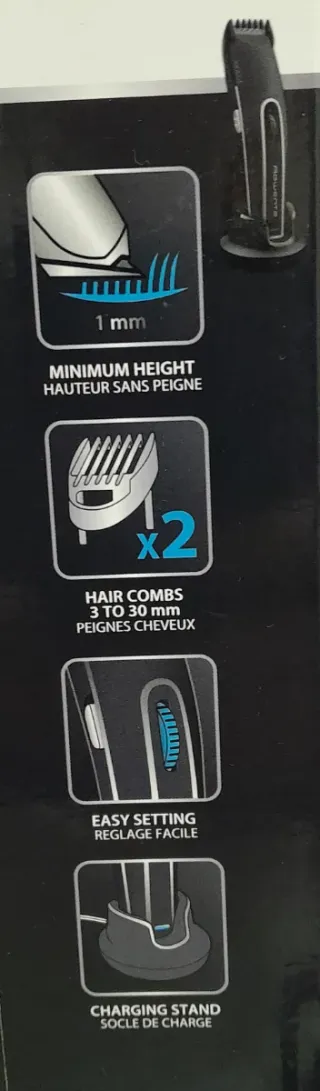 ROWENTA
1 mm
MINIMUM HEIGHT
HAUTEUR SANS PEIGNE
x2
HAIR COMBS
3 TO 30 mm
PEIGNES CHEVEUX
EASY SETTING
REGLAGE FACILE
CHARGING STAND
SOCLE DE CHARGE